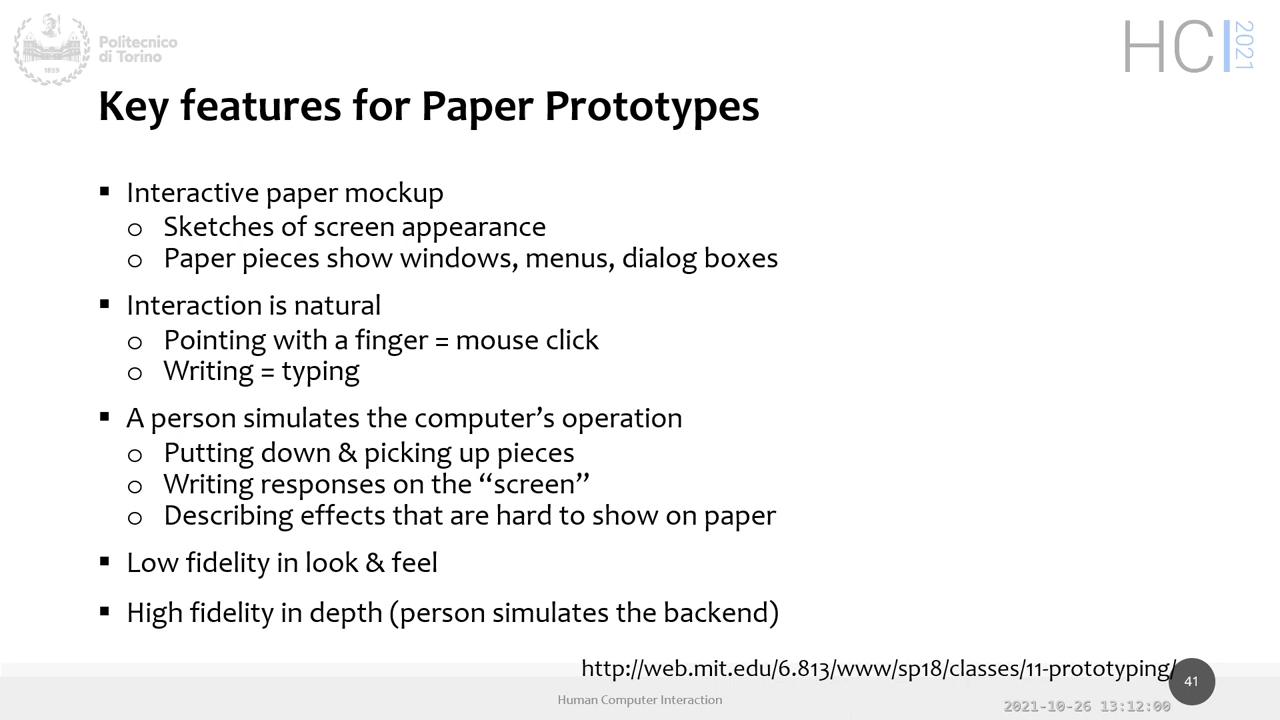 Politecnico
di Torino
1859
HCI 2021
Key features for Paper Prototypes
▪ Interactive paper mockup
o Sketches of screen appearance
o Paper pieces show windows, menus, dialog boxes
▪ Interaction is natural
o Pointing with a finger = mouse click
o Writing = typing
▪ A person simulates the computer’s operation
o Putting down & picking up pieces
o Writing responses on the “screen”
o Describing effects that are hard to show on paper
▪ Low fidelity in look & feel
▪ High fidelity in depth (person simulates the backend)
http://web.mit.edu/6.813/www/sp18/classes/11-prototyping/
41
Human Computer Interaction
2021-10-26 13:12:00